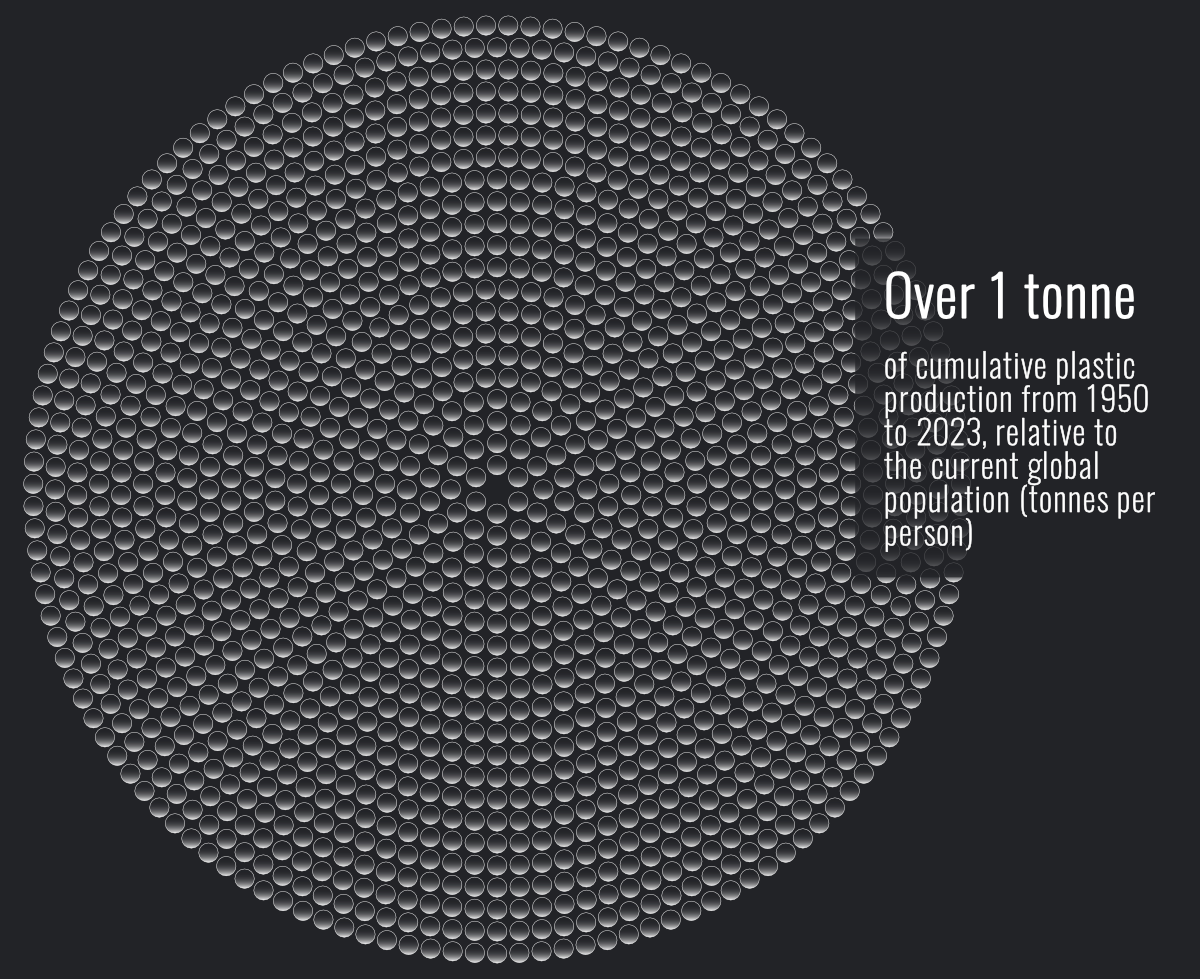 Over 1 tonne
of cumulative plastic
production from 1950
to 2023, relative to
the current global
population (tonnes per
person)